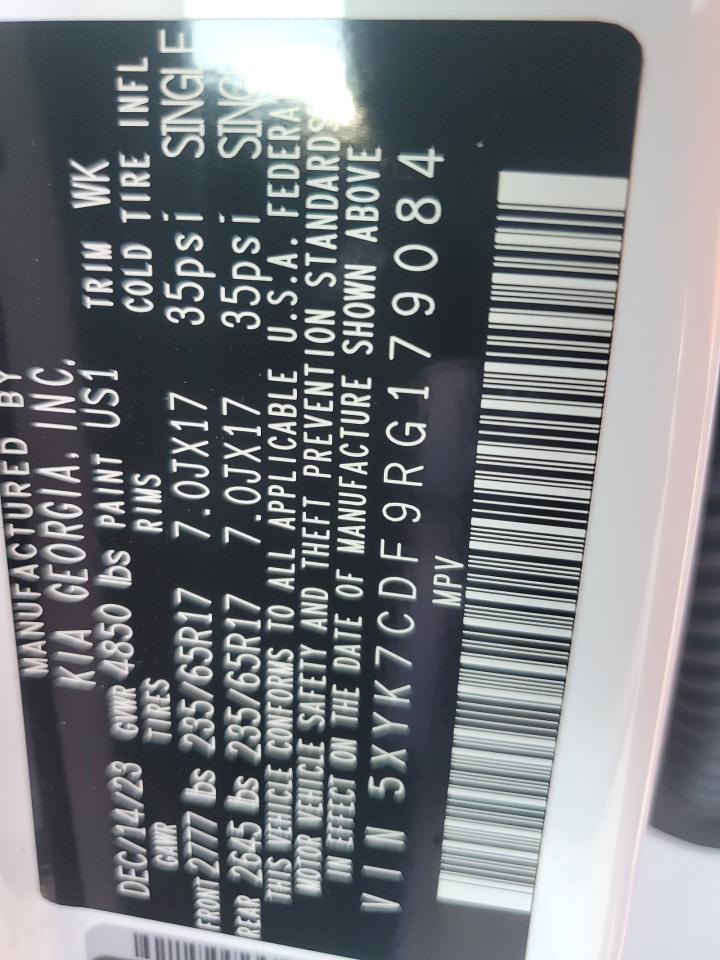 MANUFACTURED BY
KIA GEORGIA, INC. TRIM WK
DEC/14/23 GVWR 4850 lbs PAINT US1 COLD TIRE INFL
GAWR TIRES RIMS
FRONT 2777 lbs 235/65R17 7.0JX17 35psi SINGLE
REAR 2645 lbs 235/65R17 7.0JX17 35psi
THIS VEHICLE CONFORMS TO ALL APPLICABLE U.S.A.
MOTOR VEHICLE SAFETY AND THEFT PREVENTION STANDARDS
IN EFFECT ON THE DATE OF MANUFACTURE SHOWN ABOVE
VIN 5XYK7CDF9RG179084
MPV